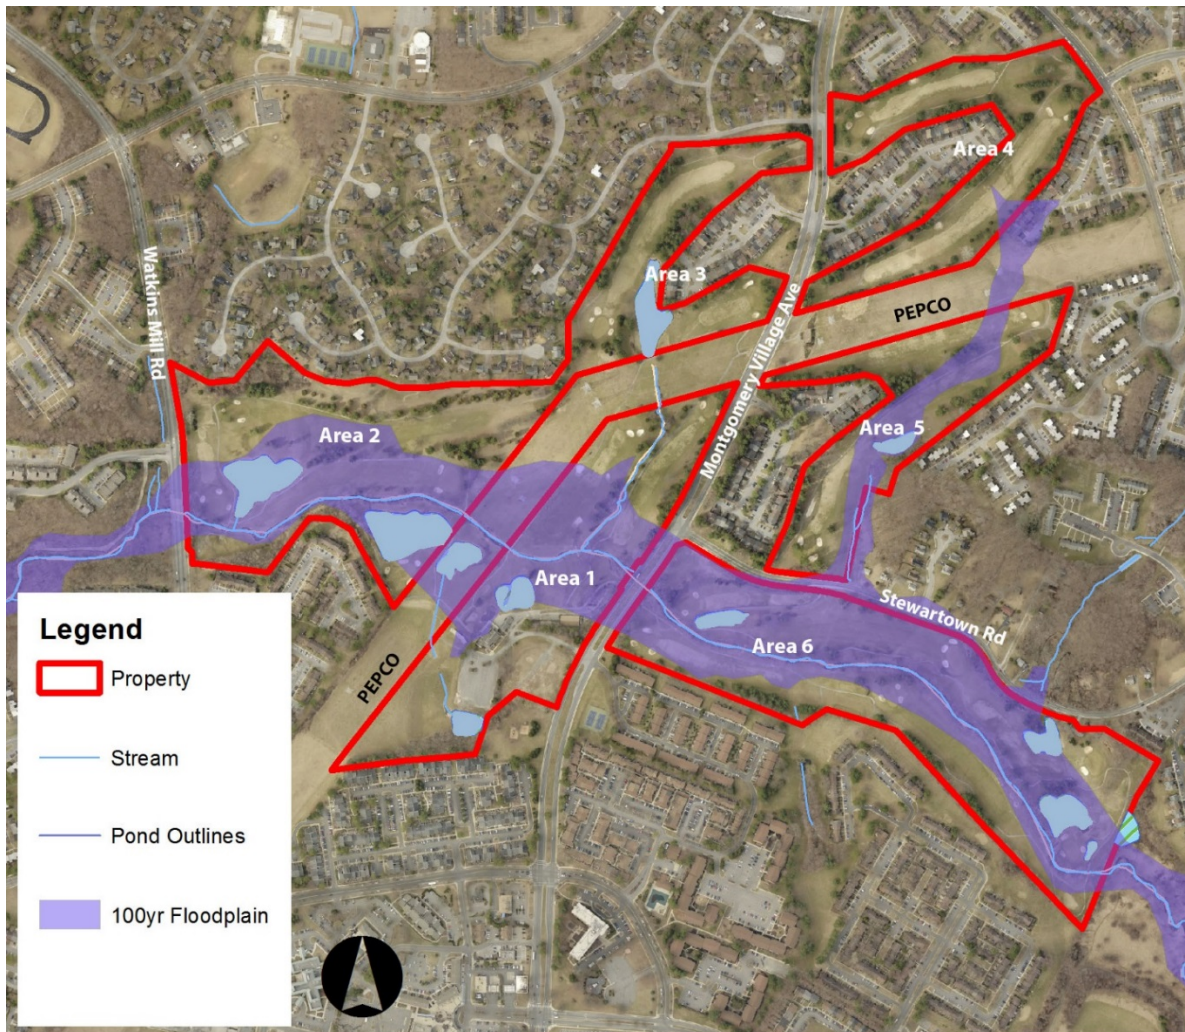 Area 4
Area 3
PEPCO
Watkins Mill Rd
Montgomery Village Ave
Area 2
Area 5
Area 1
Stewartown Rd
Area 6
PEPCO
Legend
Property
Stream
Pond Outlines
100yr Floodplain